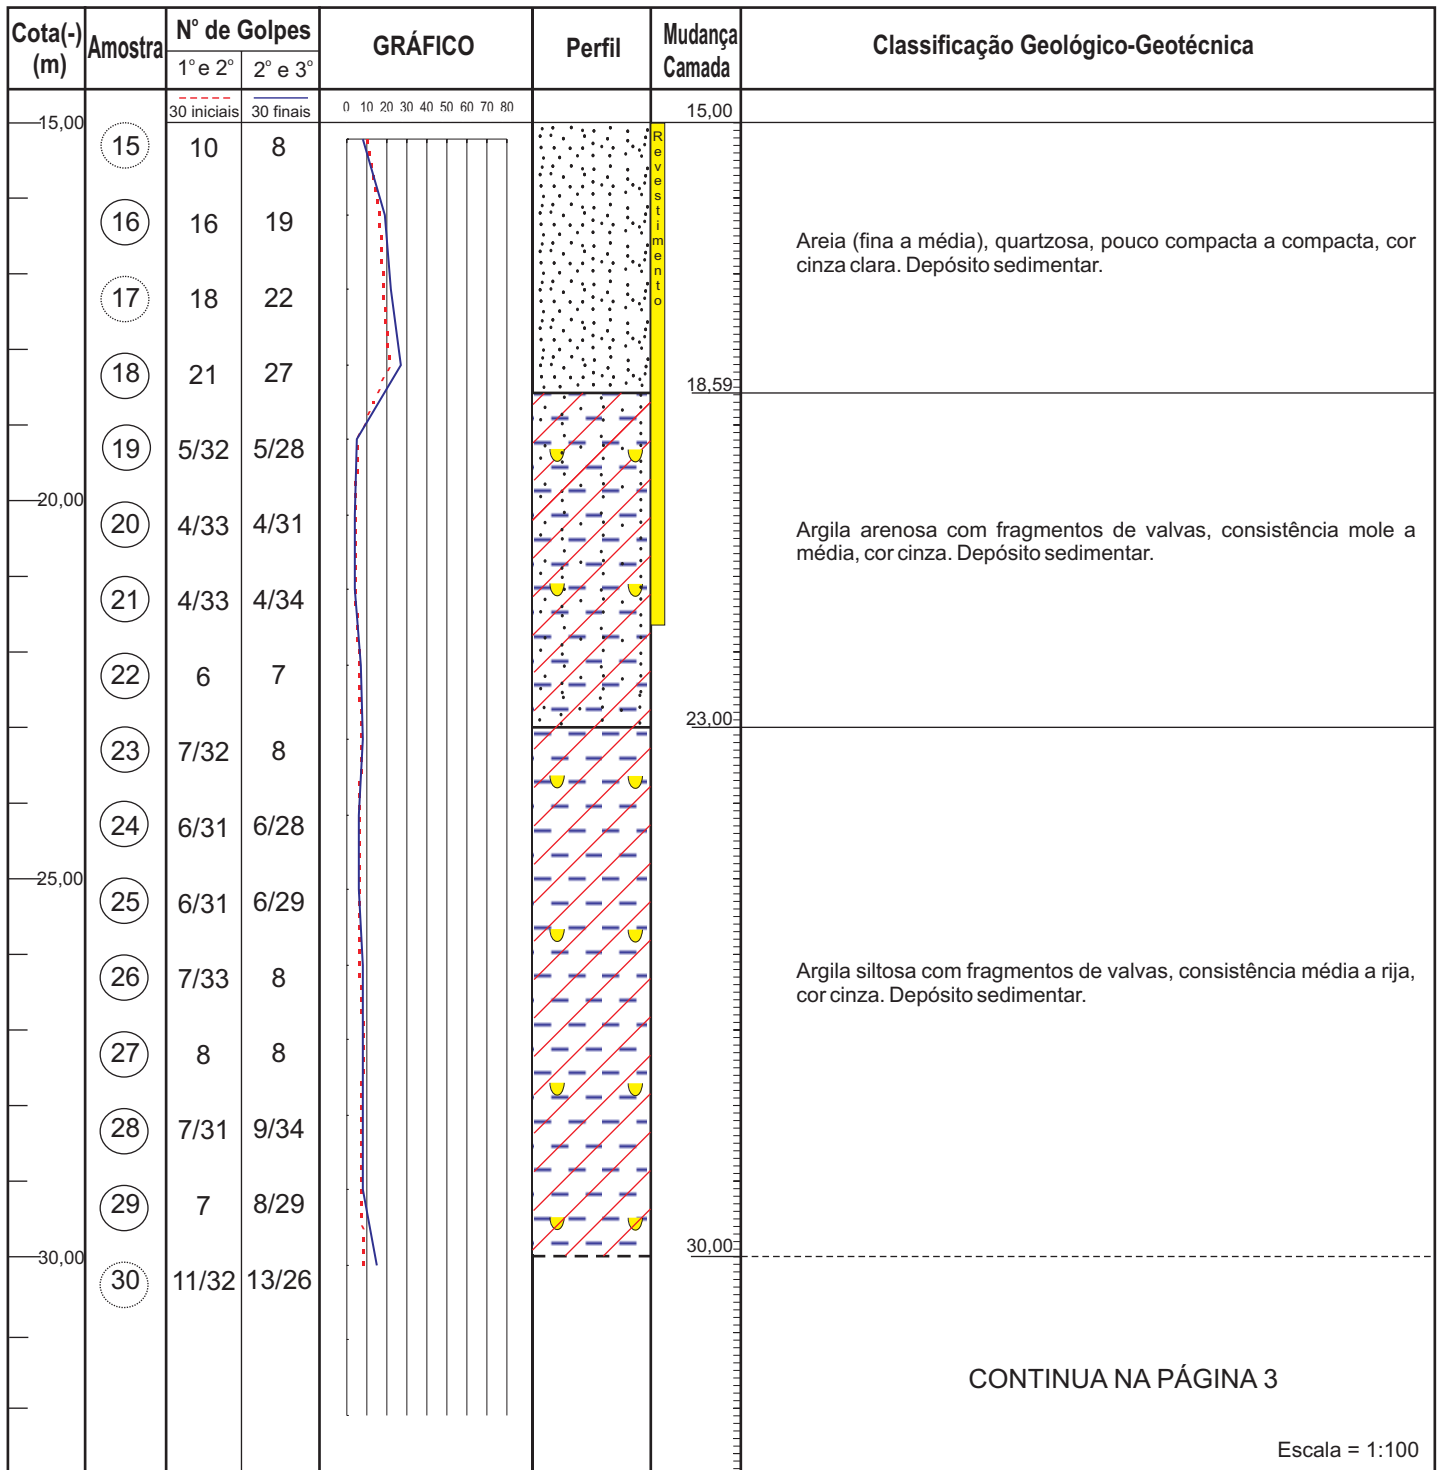 Cota(-) (m) Amostra N° de Golpes GRÁFICO Perfil Mudança Camada Classificação Geológico-Geotécnica
1° e 2° 2° e 3°
30 iniciais 30 finais 0 10 20 30 40 50 60 70 80 15,00
15,00
15 10 8
Revestimento
16 16 19
Areia (fina a média), quartzosa, pouco compacta a compacta, cor
cinza clara. Depósito sedimentar.
17 18 22
18 21 27
18,59
19 5/32 5/28
20,00
20 4/33 4/31
Argila arenosa com fragmentos de valvas, consistência mole a
média, cor cinza. Depósito sedimentar.
21 4/33 4/34
22 6 7
23,00
23 7/32 8
24 6/31 6/28
25,00
25 6/31 6/29
26 7/33 8
Argila siltosa com fragmentos de valvas, consistência média a rija,
cor cinza. Depósito sedimentar.
27 8 8
28 7/31 9/34
29 7 8/29
30,00 30,00
30 11/32 13/26
CONTINUA NA PÁGINA 3
Escala = 1:100